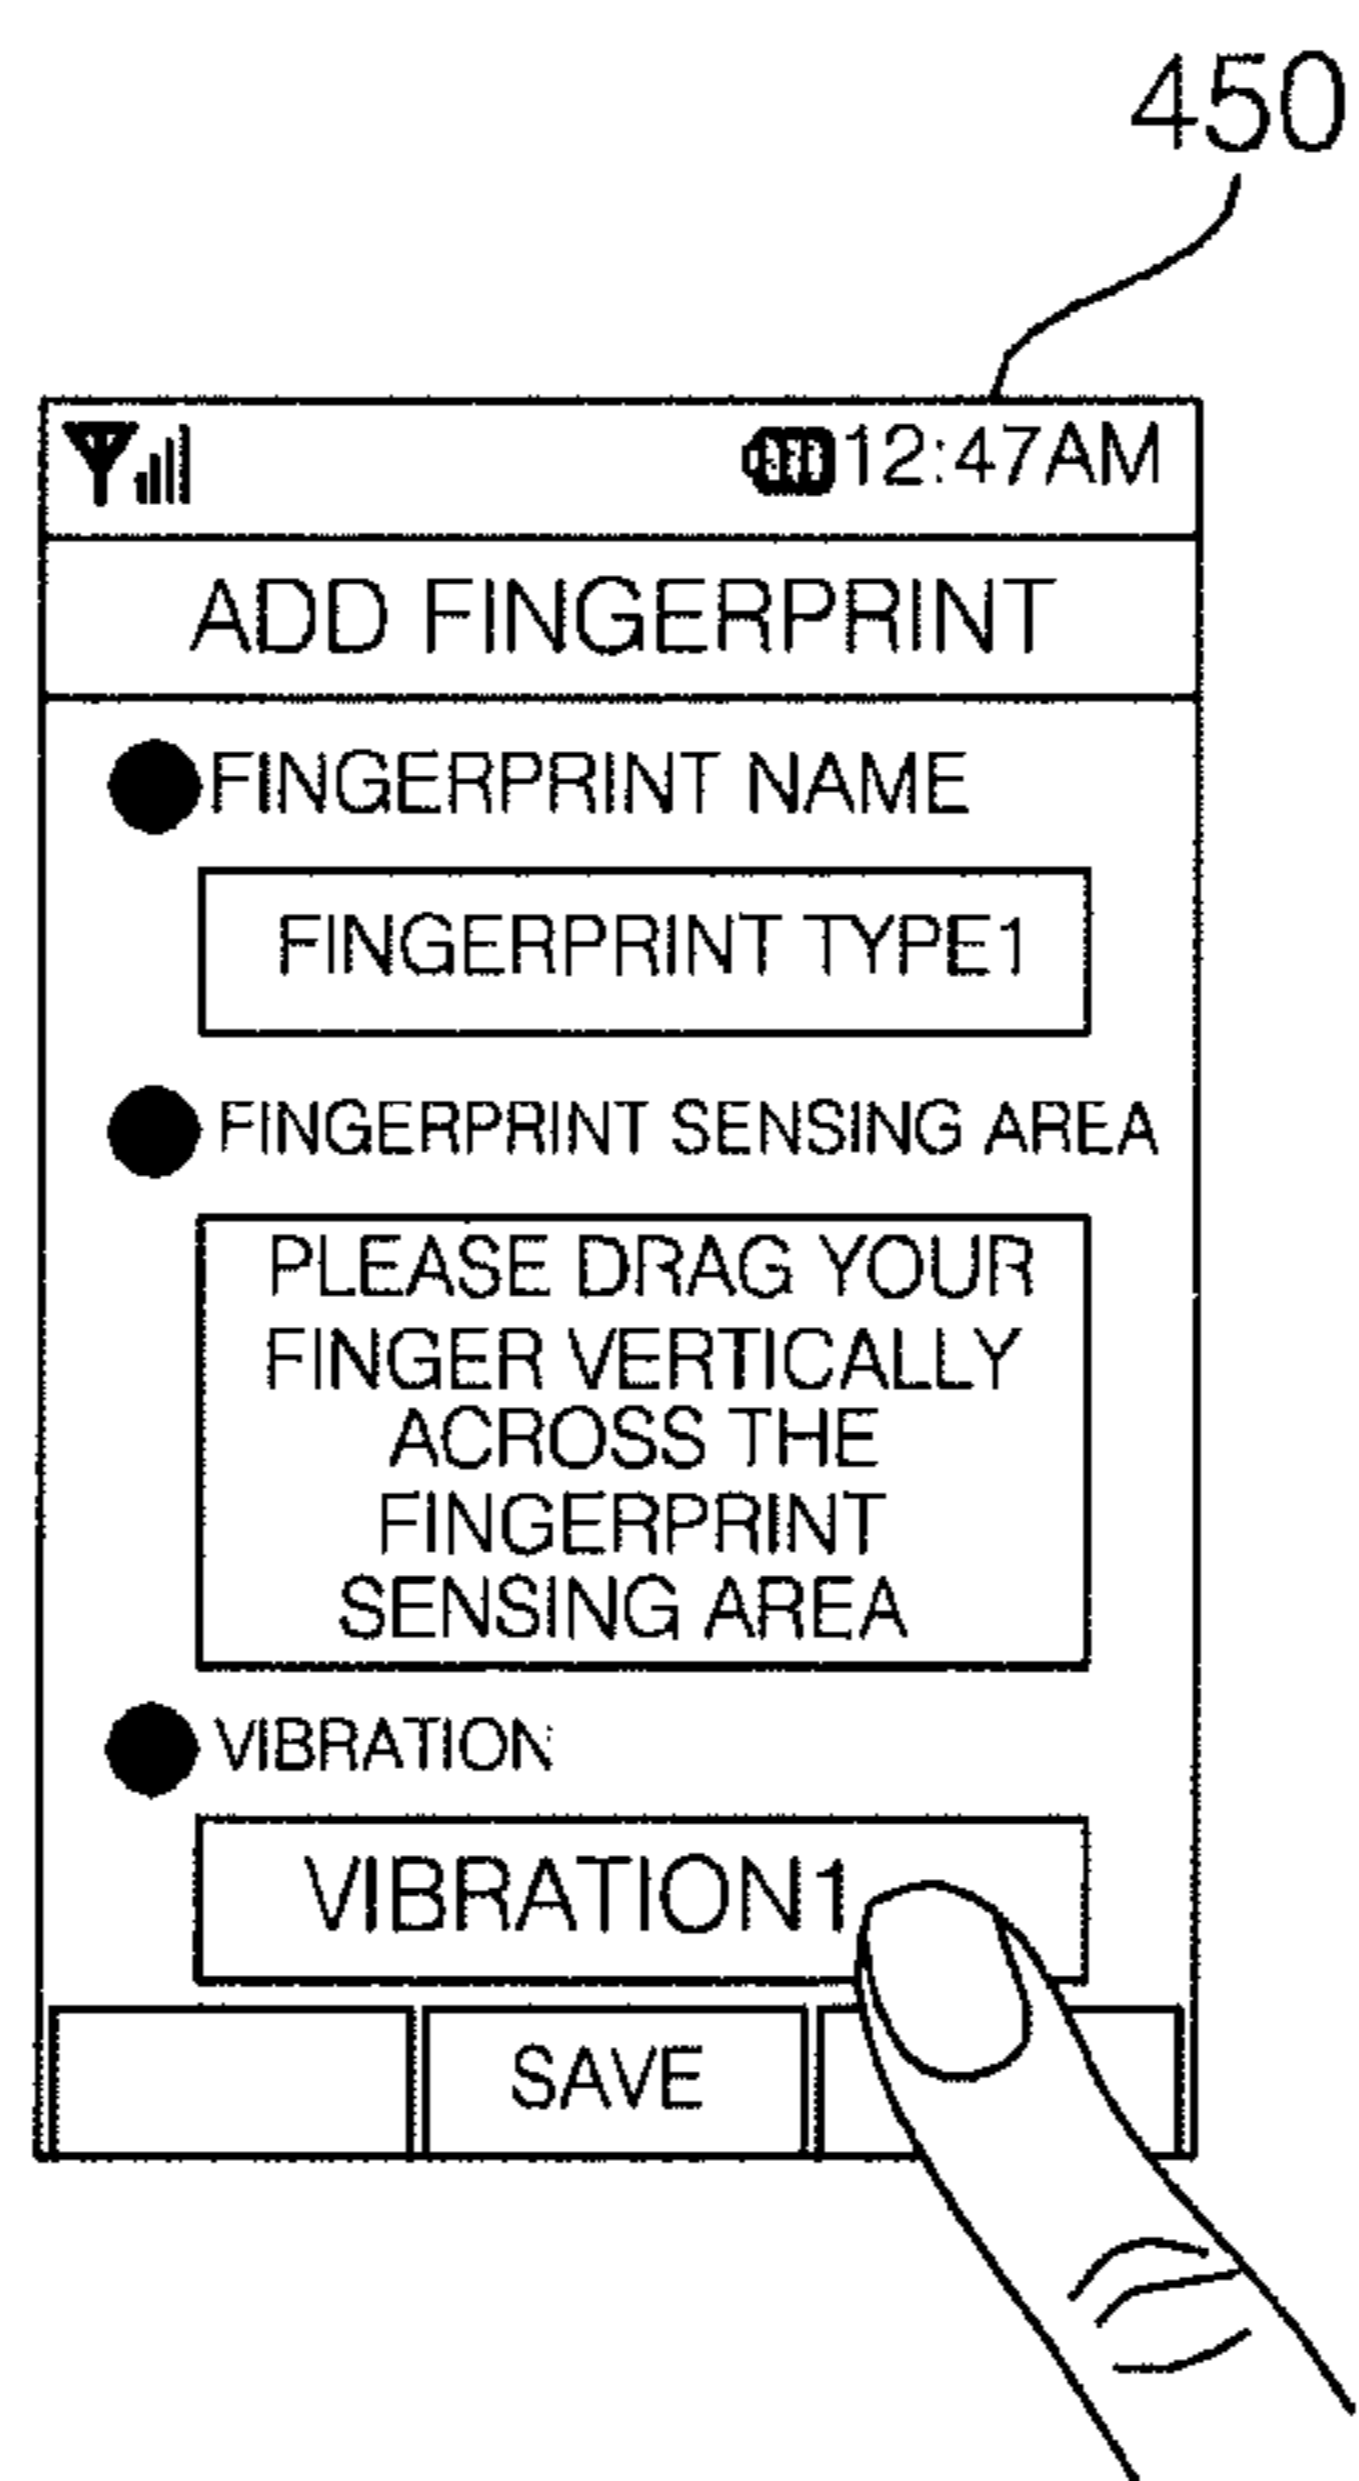 450
12:47AM
ADD FINGERPRINT
FINGERPRINT NAME
FINGERPRINT TYPE1
FINGERPRINT SENSING AREA
PLEASE DRAG YOUR
FINGER VERTICALLY
ACROSS THE
FINGERPRINT
SENSING AREA
VIBRATION
VIBRATION1
SAVE